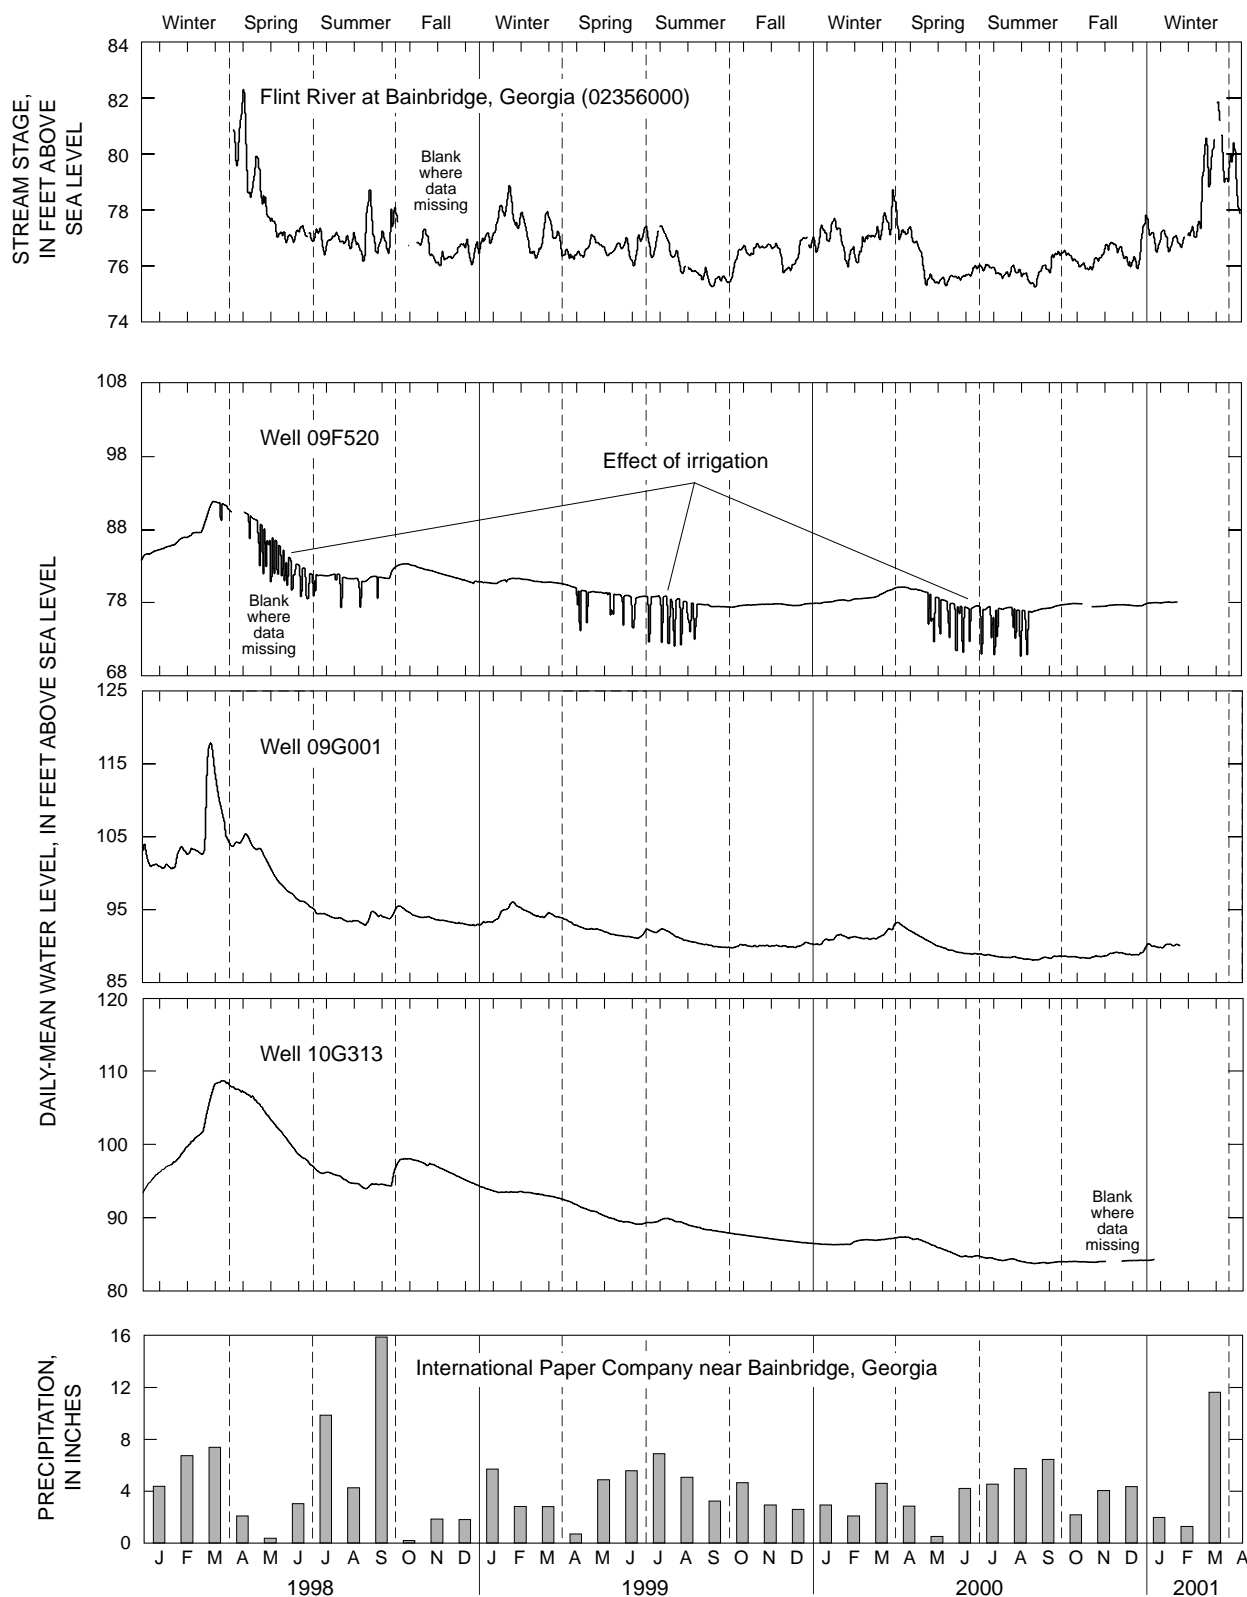 Winter Spring Summer Fall Winter Spring Summer Fall Winter Spring Summer Fall Winter
STREAM STAGE,
IN FEET ABOVE
SEA LEVEL
84
82
80
78
76
74
Flint River at Bainbridge, Georgia (02356000)
Blank
where
data
missing
DAILY-MEAN WATER LEVEL, IN FEET ABOVE SEA LEVEL
108
98
88
78
68
Well 09F520
Effect of irrigation
Blank
where
data
missing
125
115
105
95
85
Well 09G001
120
110
100
90
80
Well 10G313
Blank
where
data
missing
PRECIPITATION,
IN INCHES
16
12
8
4
0
International Paper Company near Bainbridge, Georgia
J F M A M J J A S O N D J F M A M J J A S O N D J F M A M J J A S O N D J F M A
1998 1999 2000 2001